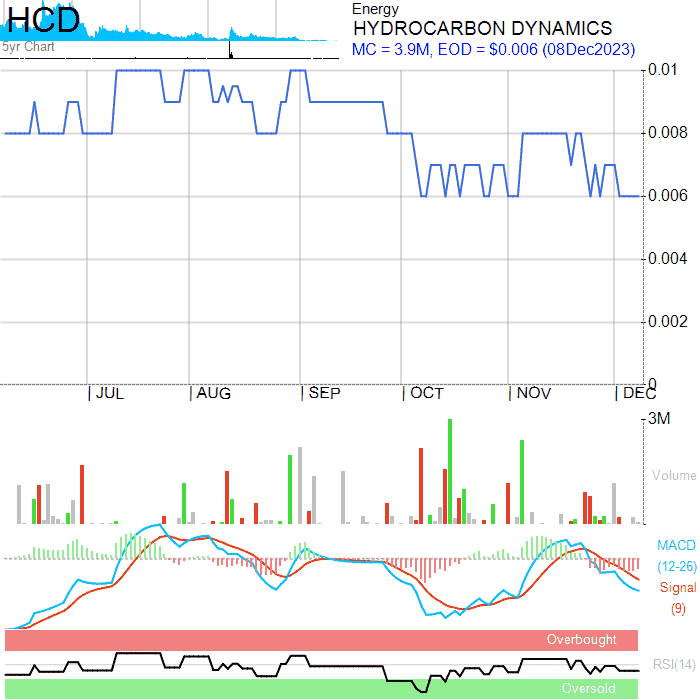 HCD
5yr Chart
Energy
HYDROCARBON DYNAMICS
MC = 3.9M, EOD = $0.006 (08Dec2023)
0.01
0.008
0.006
0.004
0.002
0
JUL
AUG
SEP
OCT
NOV
DEC
3M
Volume
MACD
(12-26)
Signal
(9)
Overbought
RSI(14)
Oversold